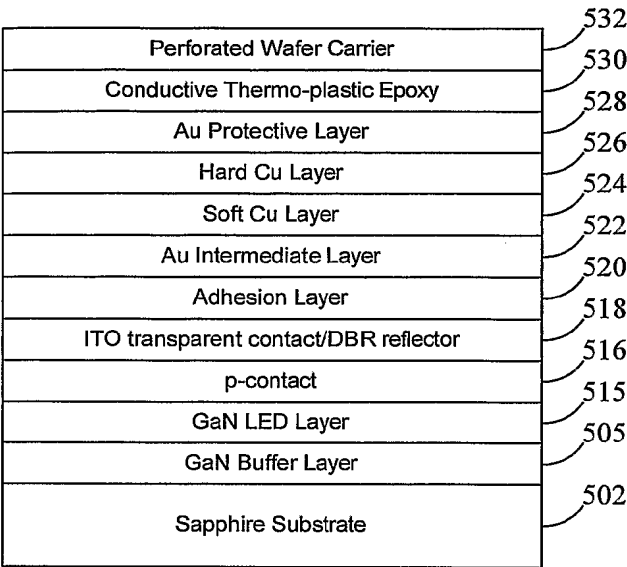 532
Perforated Wafer Carrier
530
Conductive Thermo-plastic Epoxy
528
Au Protective Layer
526
Hard Cu Layer
524
Soft Cu Layer
522
Au Intermediate Layer
520
Adhesion Layer
518
ITO transparent contact/DBR reflector
516
p-contact
515
GaN LED Layer
505
GaN Buffer Layer
502
Sapphire Substrate